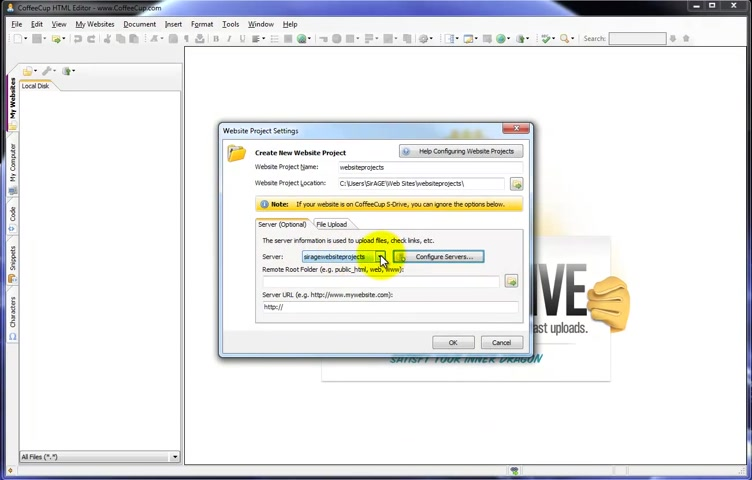 CoffeeCup HTML Editor - www.CoffeeCup.com
File Edit View My Websites Document Insert Format Tools Window Help
Search:
My Websites
My Computer
Code
Snippets
Characters
Local Disk
All Files (*.*)
Website Project Settings
Create New Website Project
Help Configuring Website Projects
Website Project Name: websiteprojects
Website Project Location: C:\Users\SirAGE\Web Sites\websiteprojects\
Note: If your website is on CoffeeCup S-Drive, you can ignore the options below.
Server (Optional) File Upload
The server information is used to upload files, check links, etc.
Server: siragewebsiteprojects Configure Servers...
Remote Root Folder (e.g. public_html, web, www):
Server URL (e.g. http://www.mywebsite.com):
http://
OK Cancel
IVE
ast uploads.
SATISFY YOUR INNER DRAGON